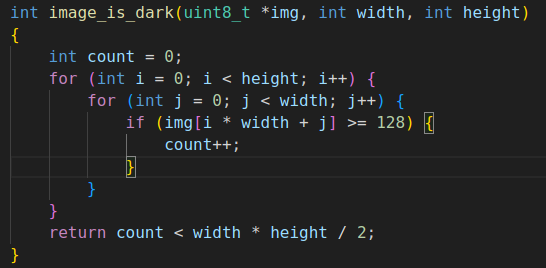 int image_is_dark(uint8_t *img, int width, int height)
{
    int count = 0;
    for (int i = 0; i < height; i++) {
        for (int j = 0; j < width; j++) {
            if (img[i * width + j] >= 128) {
                count++;
            }
        }
    }
    return count < width * height / 2;
}